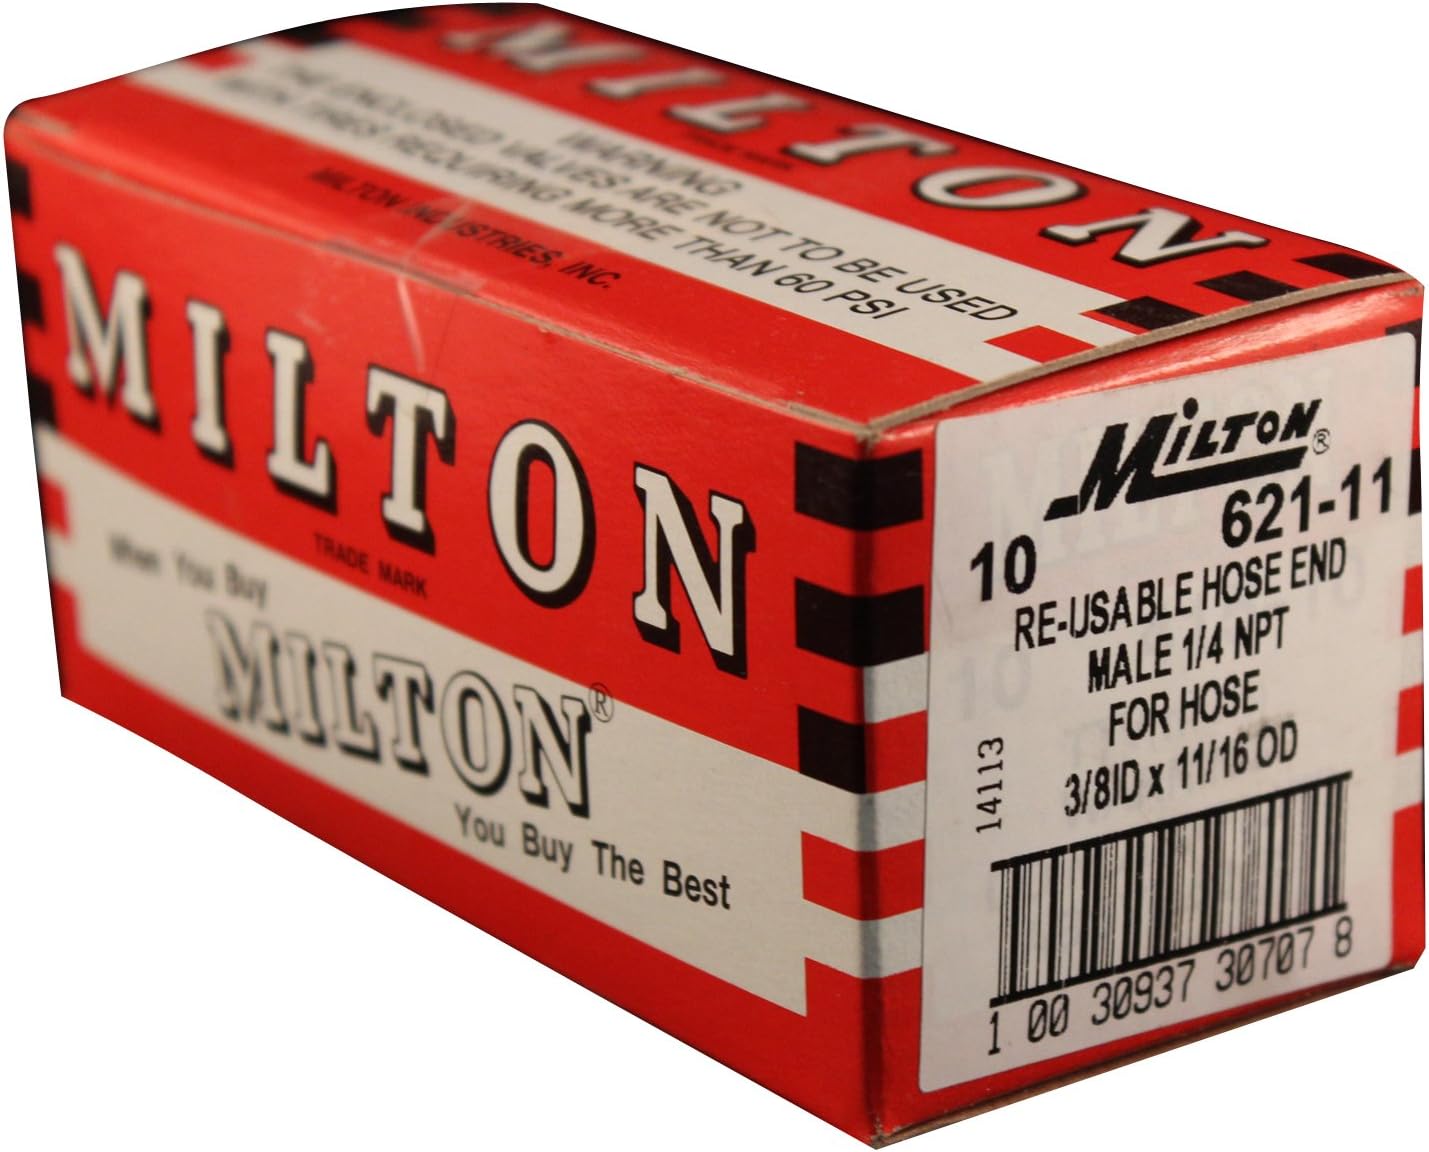 MILTON
TRADE MARK
WARNING
THE ENCLOSED VALVES ARE NOT TO BE USED
WITH TIRES REQUIRING MORE THAN 60 PSI
MILTON INDUSTRIES, INC.
MILTON
TRADE MARK
When You Buy
MILTON®
You Buy The Best
MILTON®
10 621-11
RE-USABLE HOSE END
MALE 1/4 NPT
FOR HOSE
3/8ID x 11/16 OD
14113
1 00 30937 30707 8